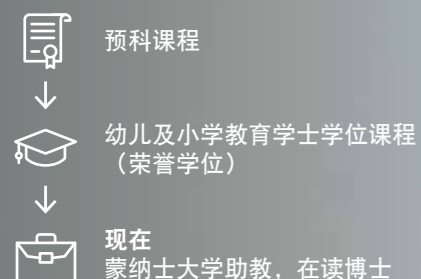 预科课程
幼儿及小学教育学士学位课程
（荣誉学位）
现在
蒙纳士大学助教，在读博士